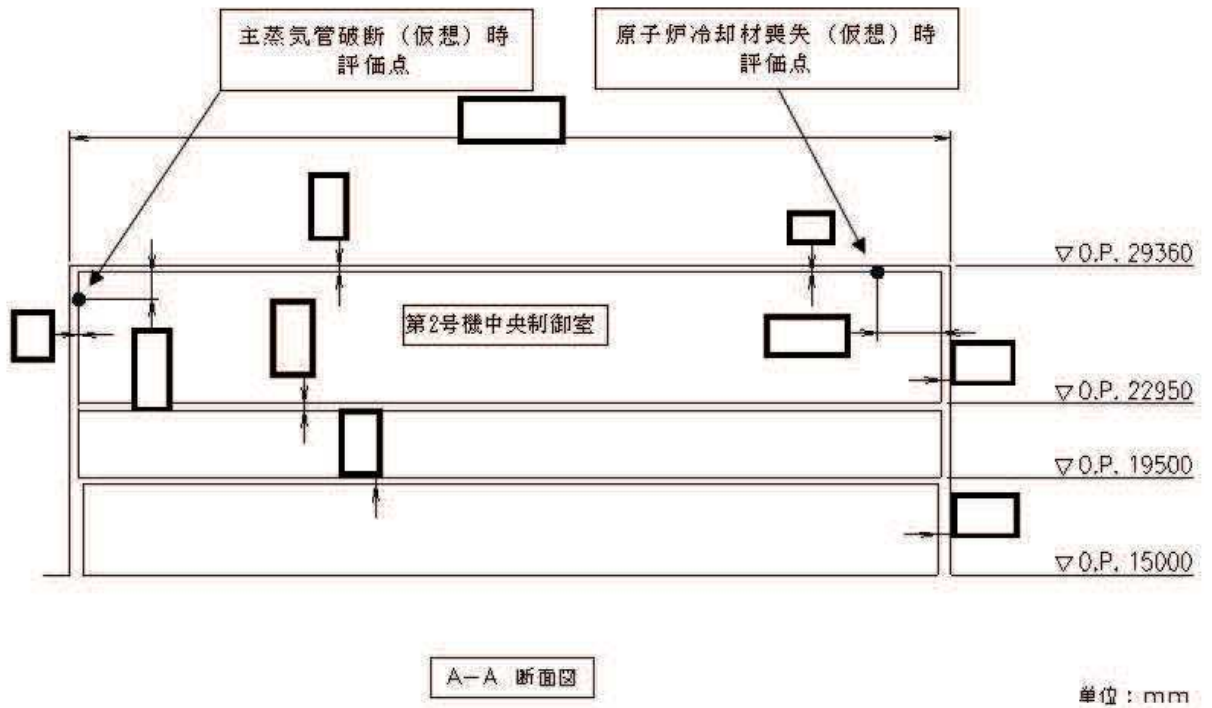 主蒸気管破断（仮想）時
評価点
原子炉冷却材喪失（仮想）時
評価点
▽O.P. 29360
第2号機中央制御室
▽O.P. 22950
▽O.P. 19500
▽O.P. 15000
A－A 断面図
単位：mm